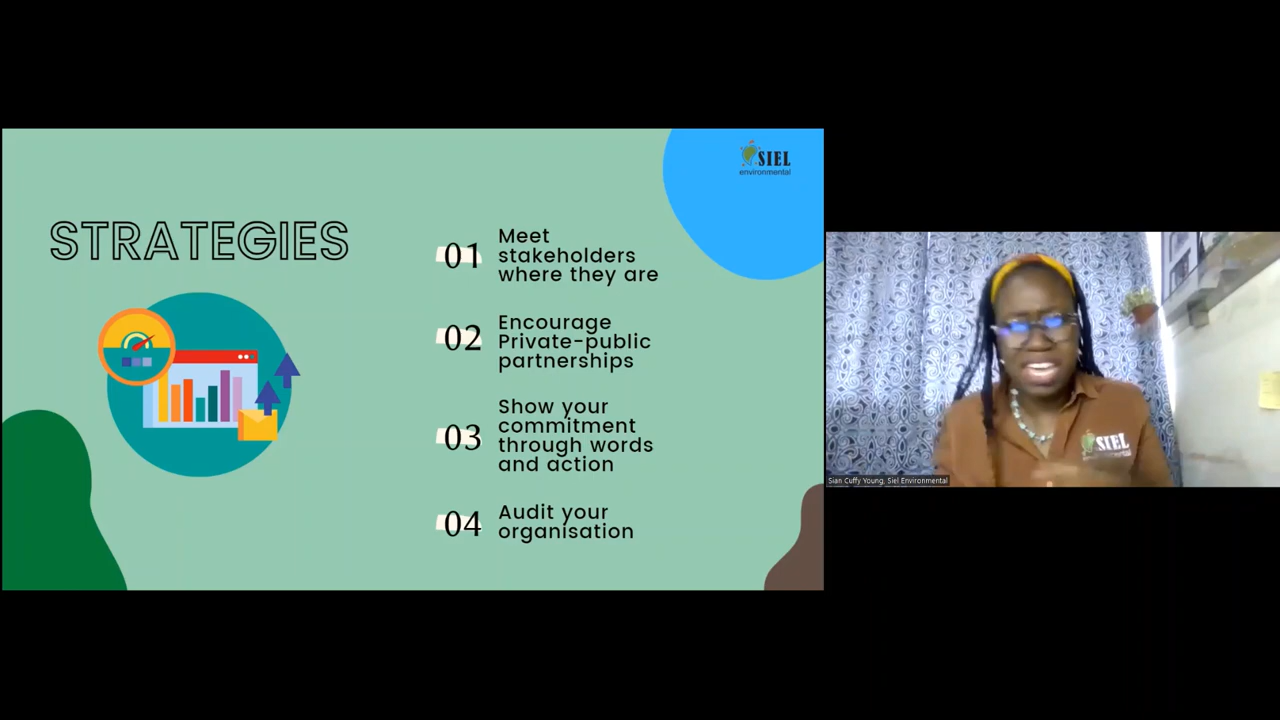 SIEL
environmental
STRATEGIES
01
Meet
stakeholders
where they are
02
Encourage
Private-public
partnerships
03
Show your
commitment
through words
and action
04
Audit your
organisation
SIEL
Sian Cuffy Young, Siel Environmental